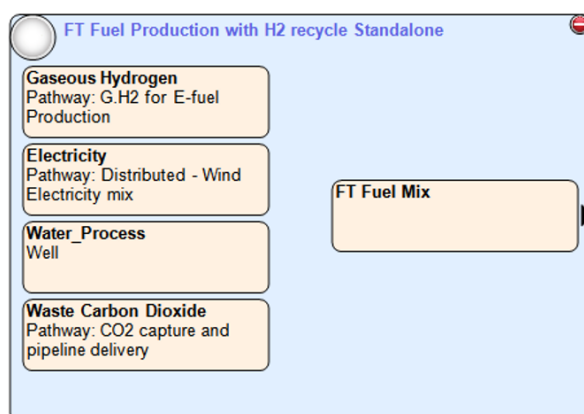 FT Fuel Production with H2 recycle Standalone
Gaseous Hydrogen
Pathway: G.H2 for E-fuel
Production
Electricity
Pathway: Distributed - Wind
Electricity mix
Water_Process
Well
Waste Carbon Dioxide
Pathway: CO2 capture and
pipeline delivery
FT Fuel Mix